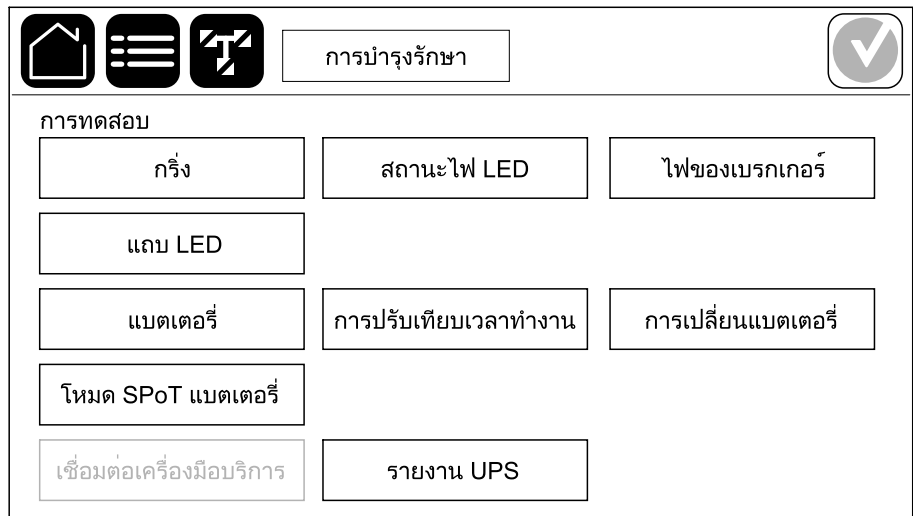 การบำรุงรักษา
การทดสอบ
กริ่ง
สถานะไฟ LED
ไฟของเบรกเกอร์
แถบ LED
แบตเตอรี่
การปรับเทียบเวลาทำงาน
การเปลี่ยนแบตเตอรี่
โหมด SPoT แบตเตอรี่
เชื่อมต่อเครื่องมือบริการ
รายงาน UPS